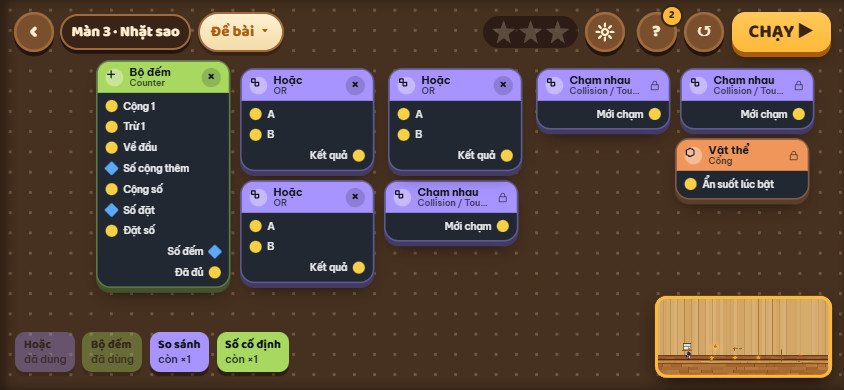 Màn 3 · Nhặt sao
Đề bài
2
?
CHẠY
Bộ đếm
Counter
Cộng 1
Trừ 1
Về đầu
Số cộng thêm
Cộng số
Số đặt
Đặt số
Số đếm
Đã đủ
Hoặc
OR
A
B
Kết quả
Hoặc
OR
A
B
Kết quả
Chạm nhau
Collision / Tou...
Mới chạm
Chạm nhau
Collision / Tou...
Mới chạm
Vật thể
Cổng
Ẩn suốt lúc bật
Hoặc
OR
A
B
Kết quả
Chạm nhau
Collision / Tou...
Mới chạm
Hoặc
đã dùng
Bộ đếm
đã dùng
So sánh
còn ×1
Số cố định
còn ×1